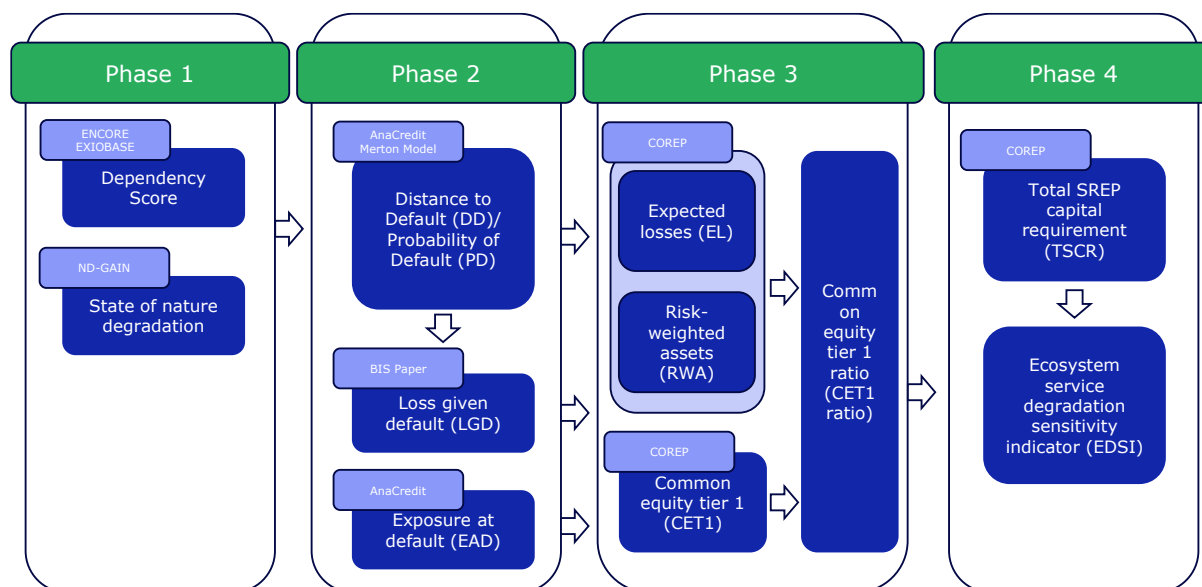 Phase 1
ENCORE
EXIOBASE
Dependency
Score
ND-GAIN
State of nature
degradation
Phase 2
AnaCredit
Merton Model
Distance to
Default (DD)/
Probability of
Default (PD)
BIS Paper
Loss given
default (LGD)
AnaCredit
Exposure at
default (EAD)
Phase 3
COREP
Expected
losses (EL)
Risk-
weighted
assets
(RWA)
COREP
Common
equity tier 1
(CET1)
Comm
on
equity
tier 1
ratio
(CET1
ratio)
Phase 4
COREP
Total SREP
capital
requirement
(TSCR)
Ecosystem
service
degradation
sensitivity
indicator (EDSI)